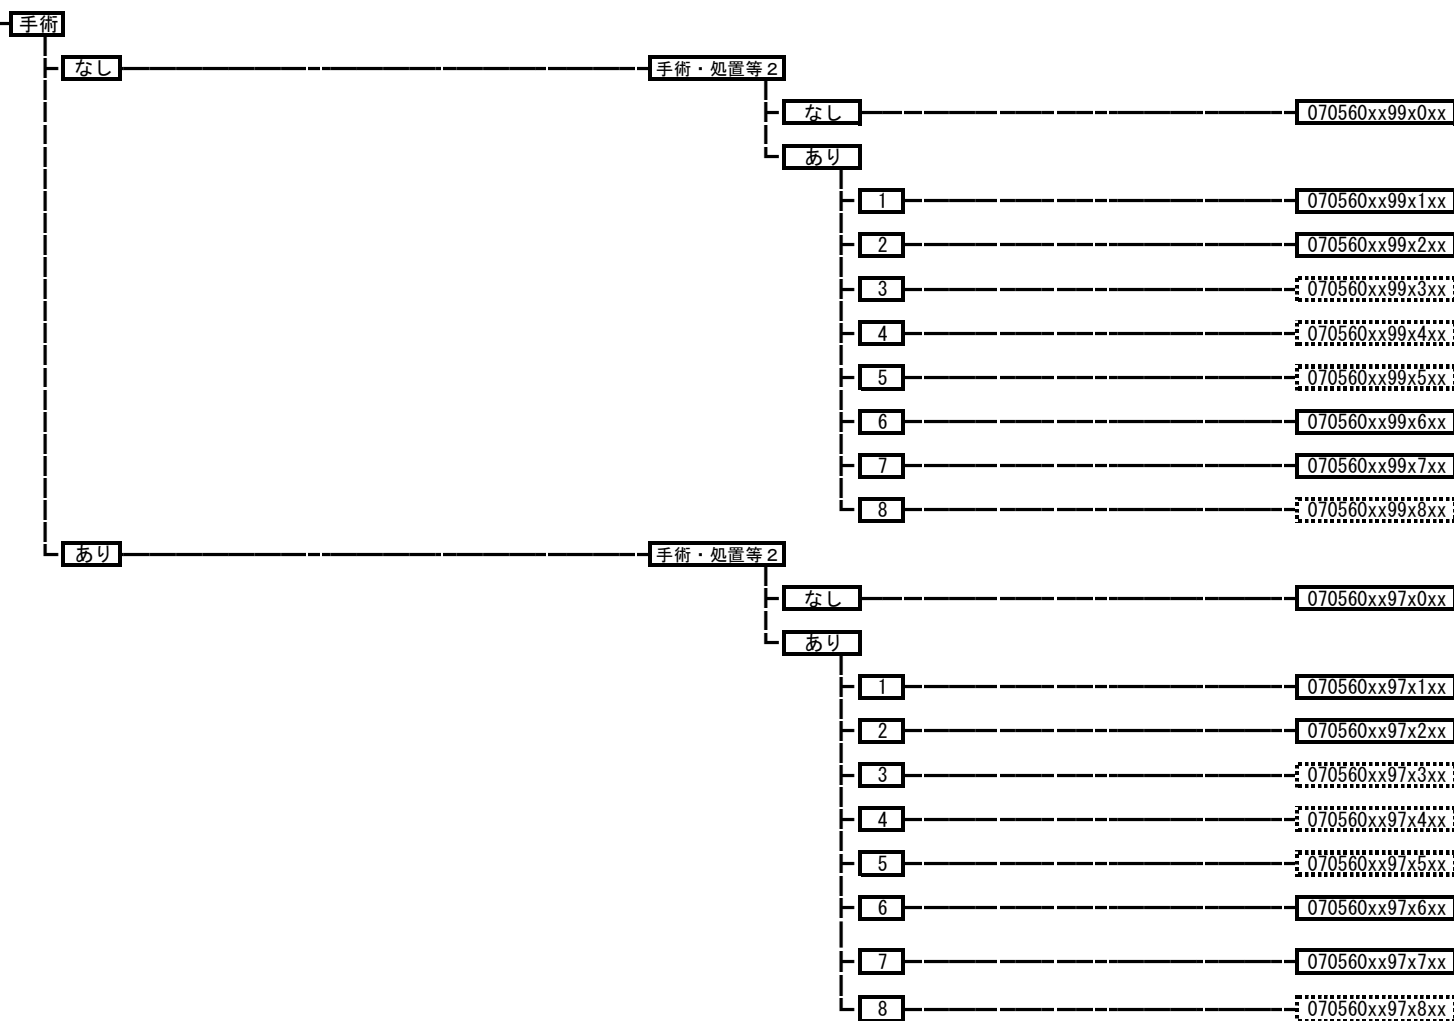 手術
なし 手術・処置等２
なし 070560xx99x0xx
あり
1 070560xx99x1xx
2 070560xx99x2xx
3 070560xx99x3xx
4 070560xx99x4xx
5 070560xx99x5xx
6 070560xx99x6xx
7 070560xx99x7xx
8 070560xx99x8xx
あり 手術・処置等２
なし 070560xx97x0xx
あり
1 070560xx97x1xx
2 070560xx97x2xx
3 070560xx97x3xx
4 070560xx97x4xx
5 070560xx97x5xx
6 070560xx97x6xx
7 070560xx97x7xx
8 070560xx97x8xx